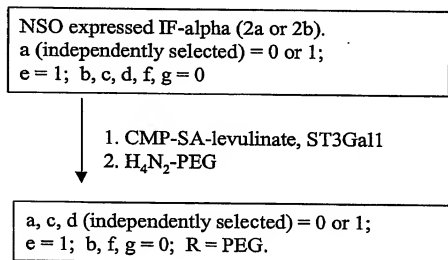 NSO expressed IF-alpha (2a or 2b).
a (independently selected) = 0 or 1;
e = 1; b, c, d, f, g = 0
1. CMP-SA-levulinate, ST3Gal1
2. H₄N₂-PEG
a, c, d (independently selected) = 0 or 1;
e = 1; b, f, g = 0; R = PEG.